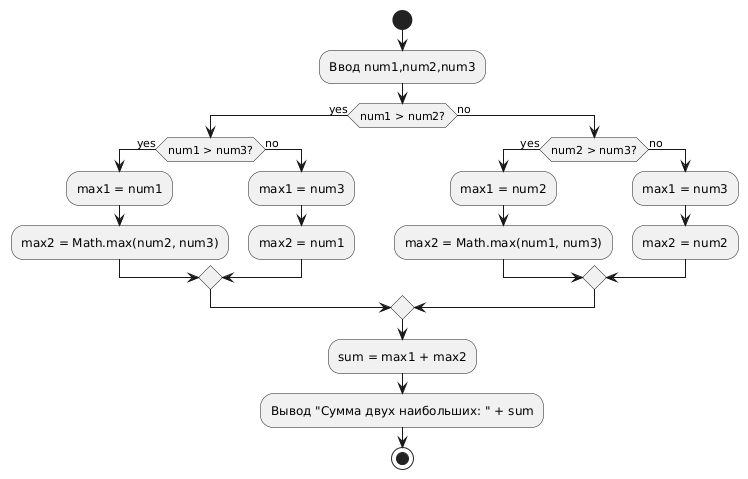 Ввод num1,num2,num3
num1 > num2?
yes
no
num1 > num3?
yes
no
max1 = num1
max2 = Math.max(num2, num3)
max1 = num3
max2 = num1
num2 > num3?
yes
no
max1 = num2
max2 = Math.max(num1, num3)
max1 = num3
max2 = num2
sum = max1 + max2
Вывод "Сумма двух наибольших: " + sum